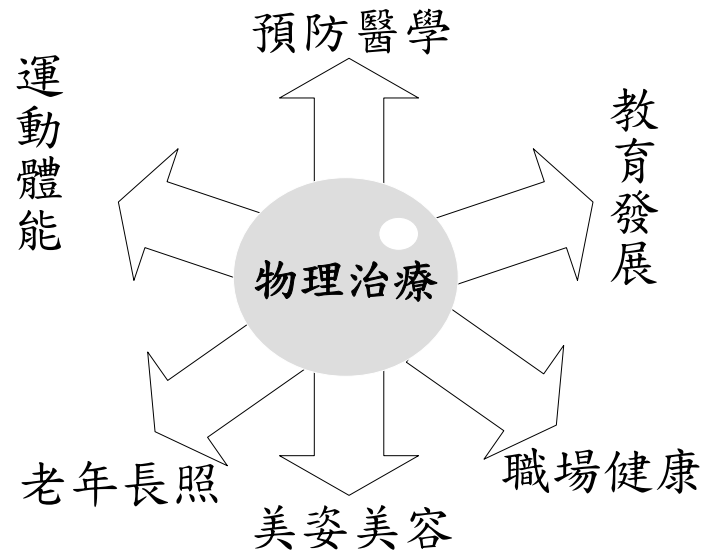 預防醫學
運動體能
教育發展
物理治療
老年長照
職場健康
美姿美容